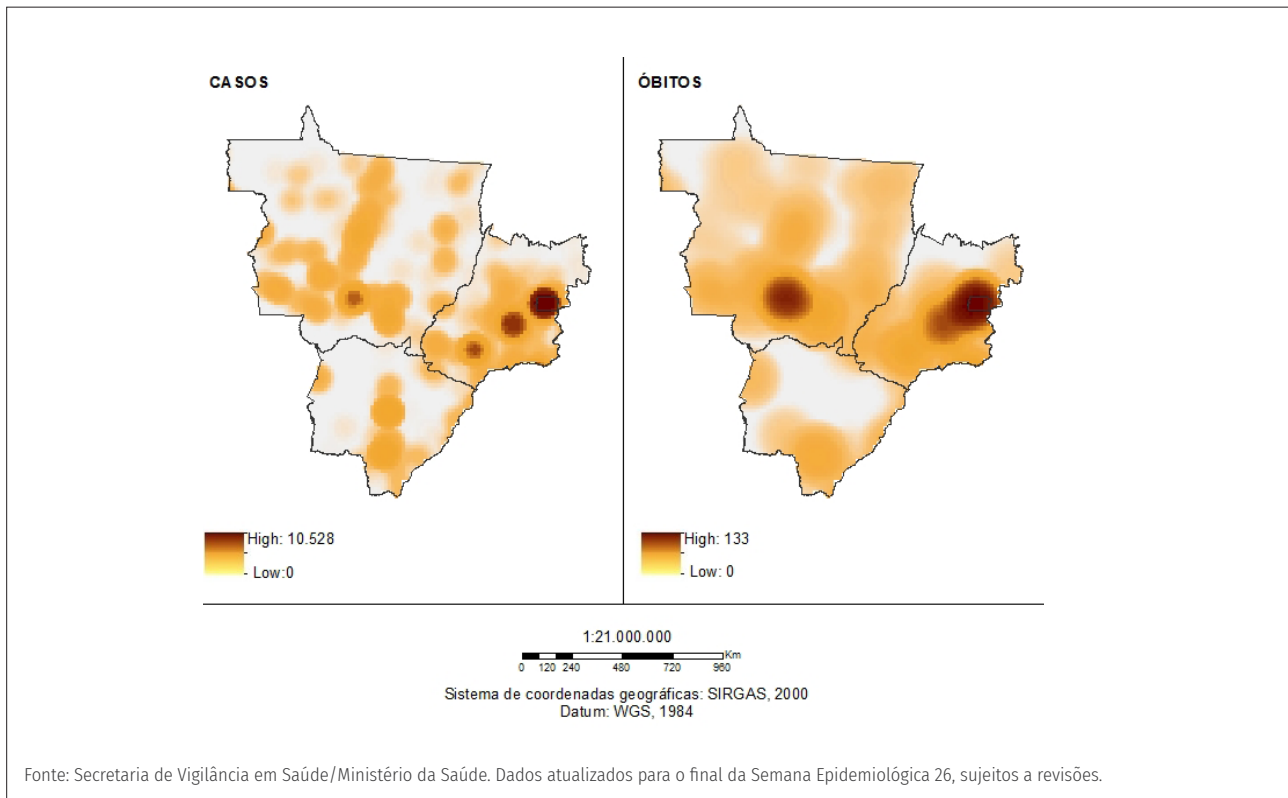 CASOS
ÓBITOS
High: 10.528
Low:0
High: 133
Low: 0
1:21.000.000
Km
0 120 240 480 720 960
Sistema de coordenadas geográficas: SIRGAS, 2000
Datum: WGS, 1984
Fonte: Secretaria de Vigilância em Saúde/Ministério da Saúde. Dados atualizados para o final da Semana Epidemiológica 26, sujeitos a revisões.